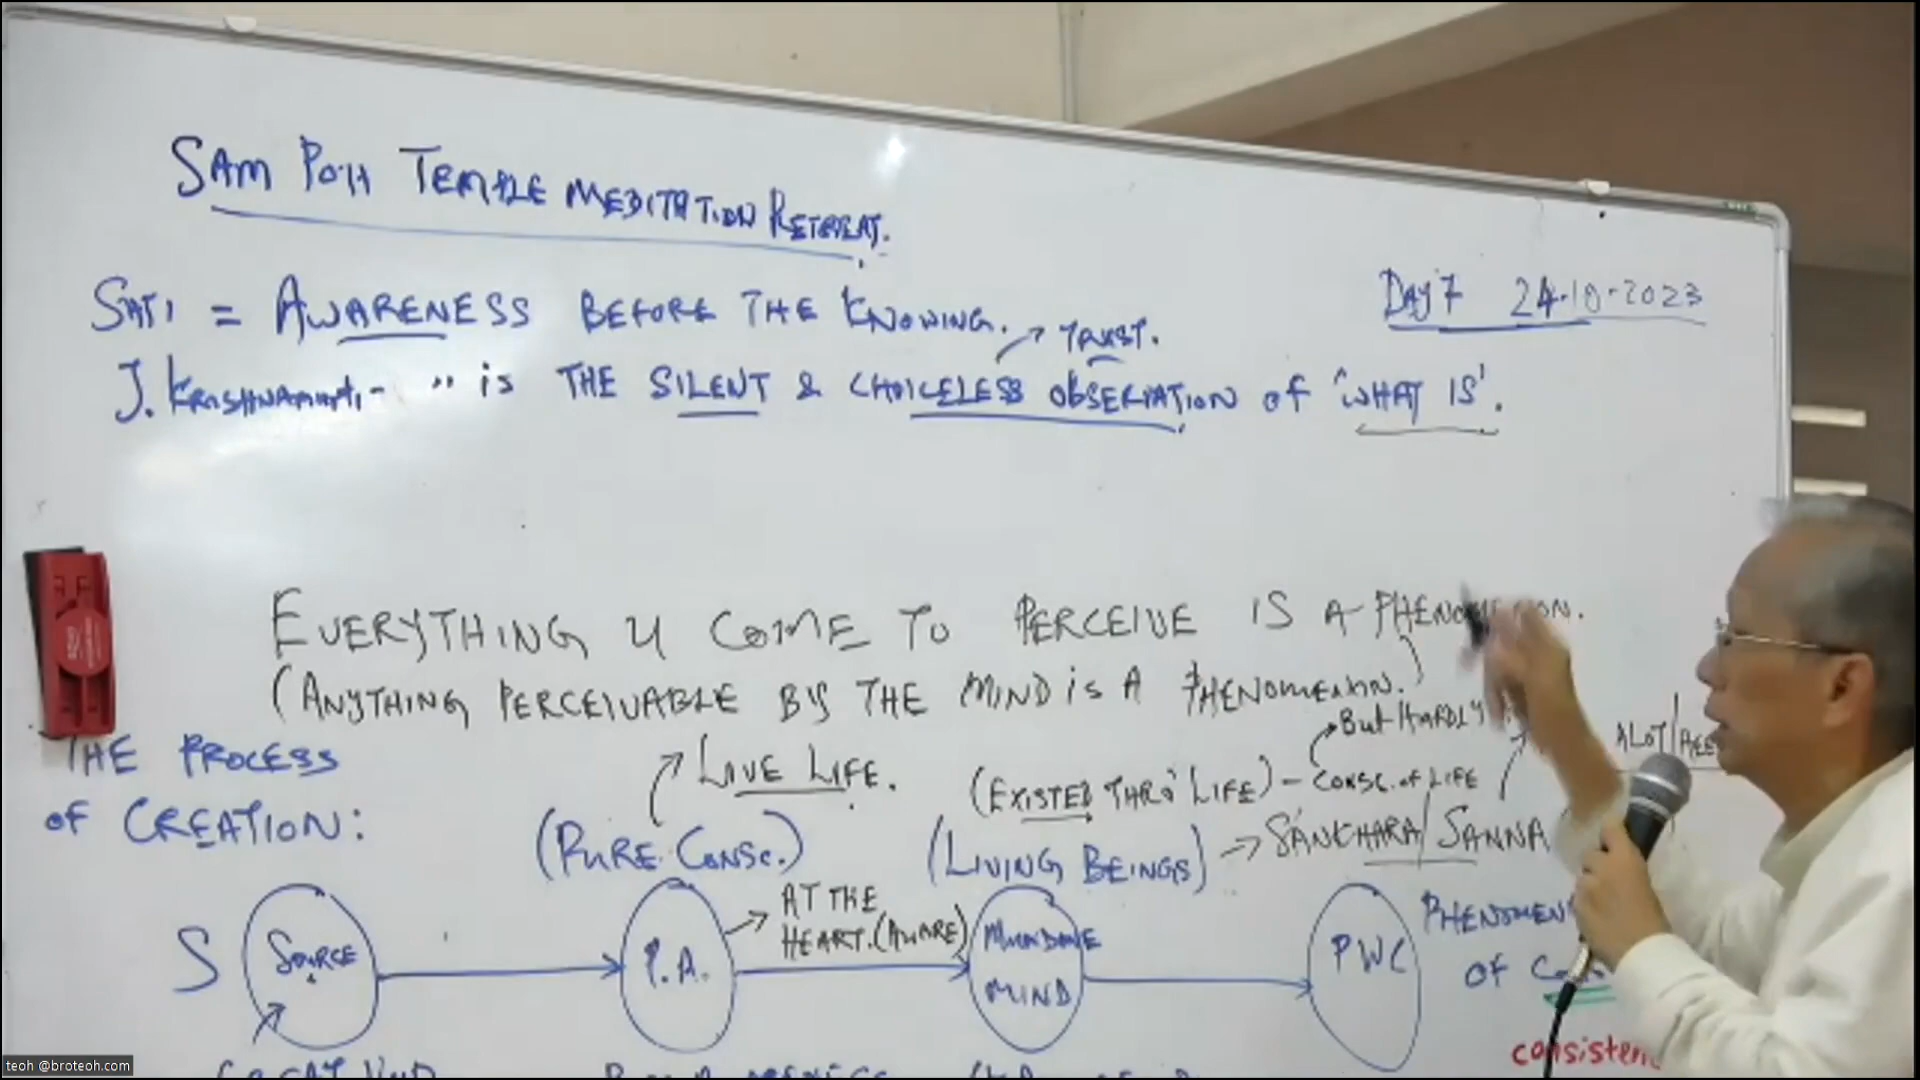 SAM POH TEMPLE MEDITATION RETREAT.
DAY 7 24-10-2023
SATI = AWARENESS BEFORE THE KNOWING.
→ TRUST.
J. KRISHNAMURTI - " is THE SILENT & CHOICELESS ObSERVATION of 'WHAT IS'.
EVERYTHING U COME TO PERCEIVE IS A PHENOMENON.
(ANYTHING PERCEIVABLE BY THE MIND is A PHENOMENON.)
But HARDLY
ALOT/
THE PROCESS
OF CREATION:
LIVE LIFE.
(EXISTED THRO' LIFE) - CONSC. OF LIFE
(PURE CONSC.)
(LIVING BEINGS) → SANKHARA/SANNA
AT THE
HEART. (AWARE)
S SOURCE → P.A. → MUNDANE MIND → PWC
OF
consisten
teoh @broteoh.com